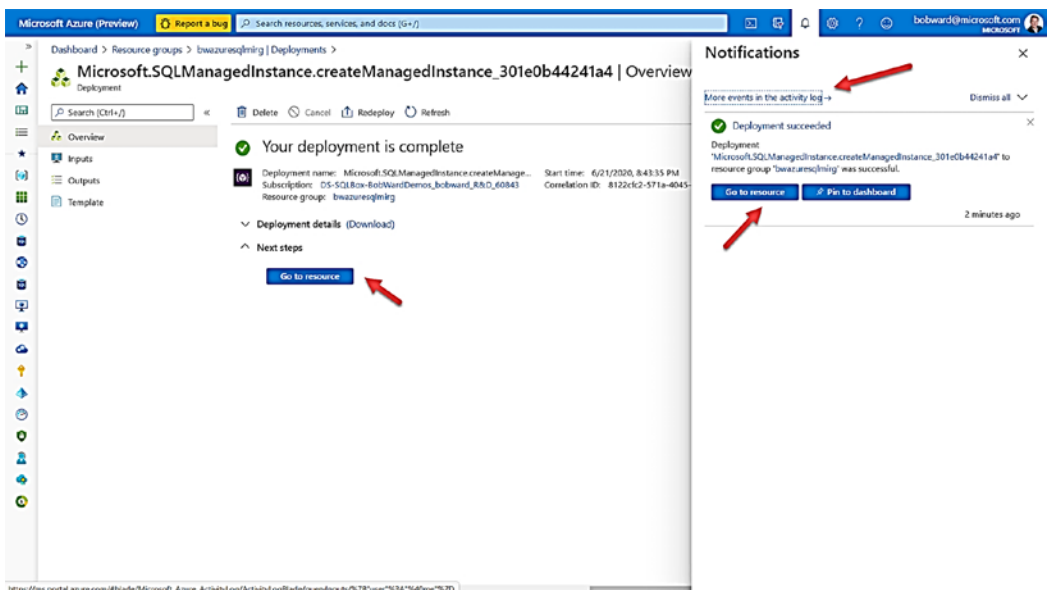 Microsoft Azure (Preview)
Report a bug
Search resources, services, and docs (G+/)
bobward@microsoft.com
MICROSOFT
Dashboard > Resource groups > bwazuresqlmirg | Deployments >
Microsoft.SQLManagedInstance.createManagedInstance_301e0b44241a4 | Overview
Deployment
Search (Ctrl+/)
Delete
Cancel
Redeploy
Refresh
Overview
Inputs
Outputs
Template
Your deployment is complete
Deployment name: Microsoft.SQLManagedInstance.createManage...
Subscription: DS-SQLBox-BobWardDemos_bobward_R&D_60843
Resource group: bwazuresqlmirg
Start time: 6/21/2020, 8:43:35 PM
Correlation ID: 8122cfc2-571a-4045-
Deployment details (Download)
Next steps
Go to resource
Notifications
More events in the activity log →
Dismiss all
Deployment succeeded
Deployment
'Microsoft.SQLManagedInstance.createManagedInstance_301e0b44241a4' to
resource group 'bwazuresqlmirg' was successful.
Go to resource
Pin to dashboard
2 minutes ago